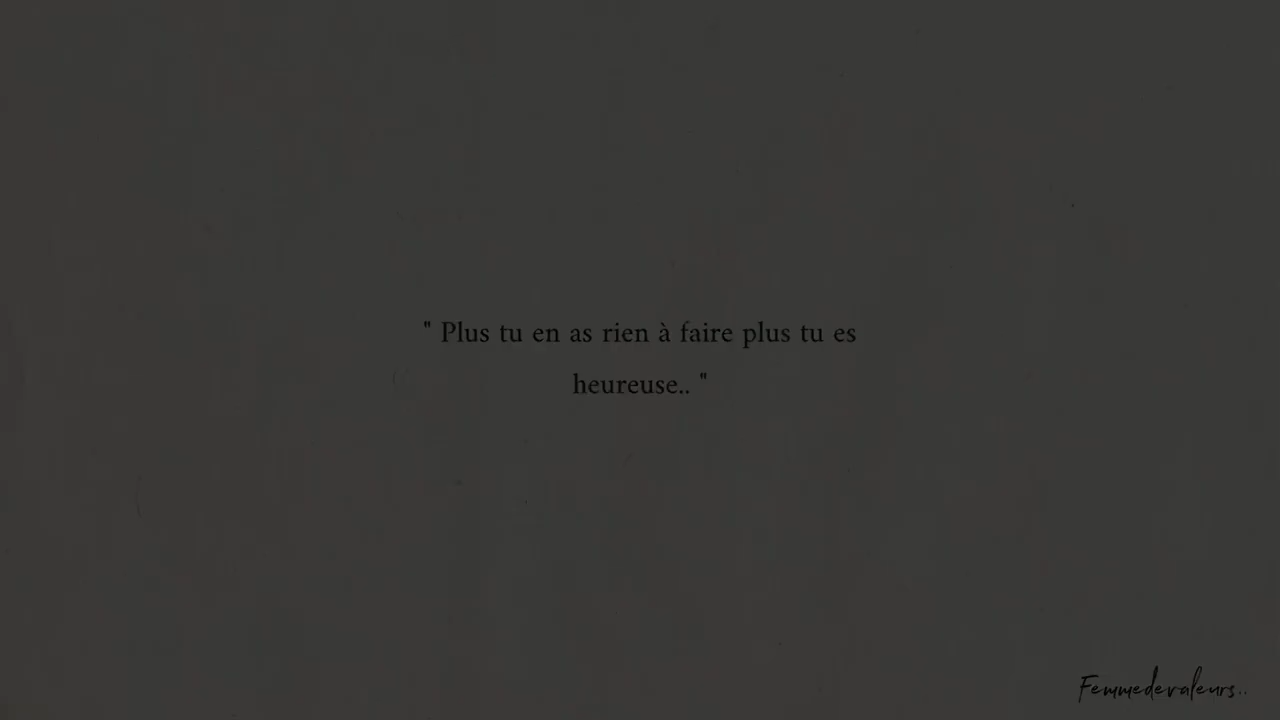 " Plus tu en as rien à faire plus tu es
heureuse.. "
Femmedevaleurs..